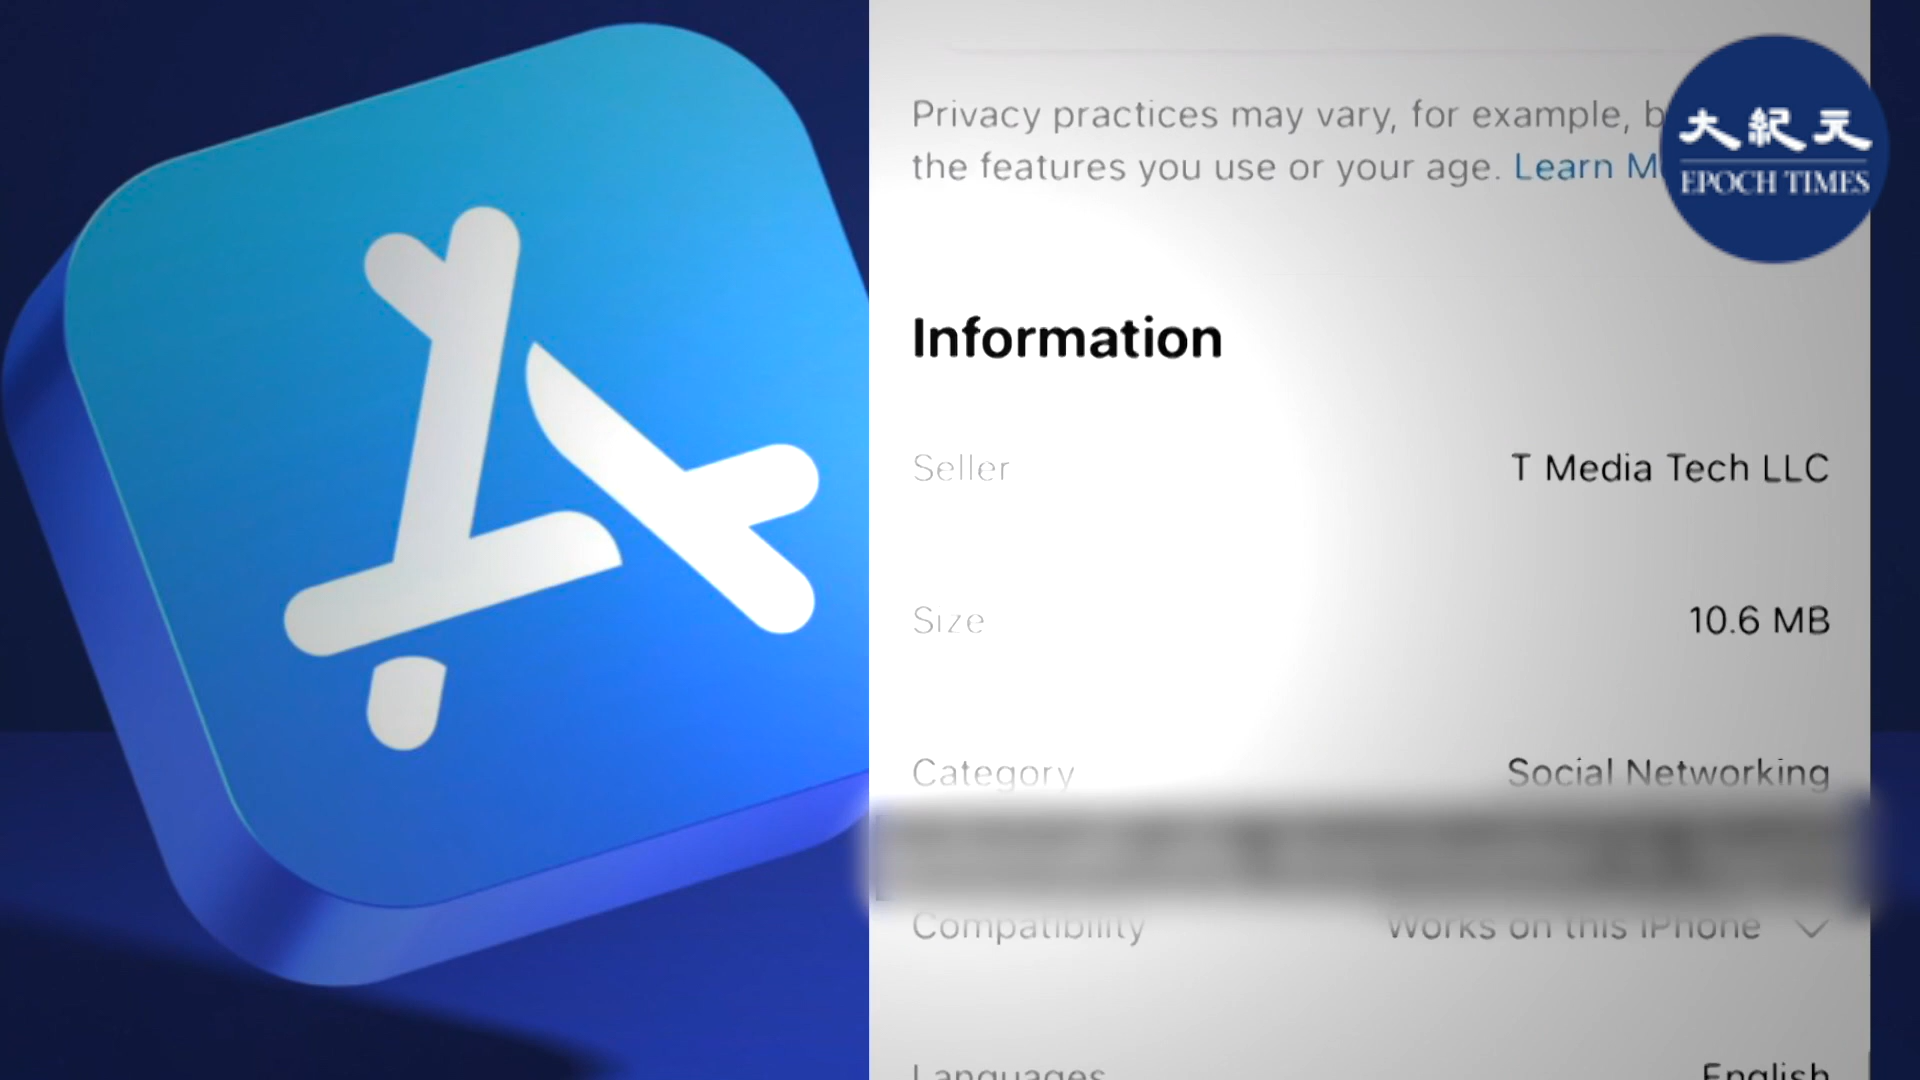 Privacy practices may vary, for example,
the features you use or your age. Learn
大紀元
EPOCH TIMES
Information
Seller T Media Tech LLC
Size 10.6 MB
Category Social Networking
Compatibility Works on this iPhone
Languages English